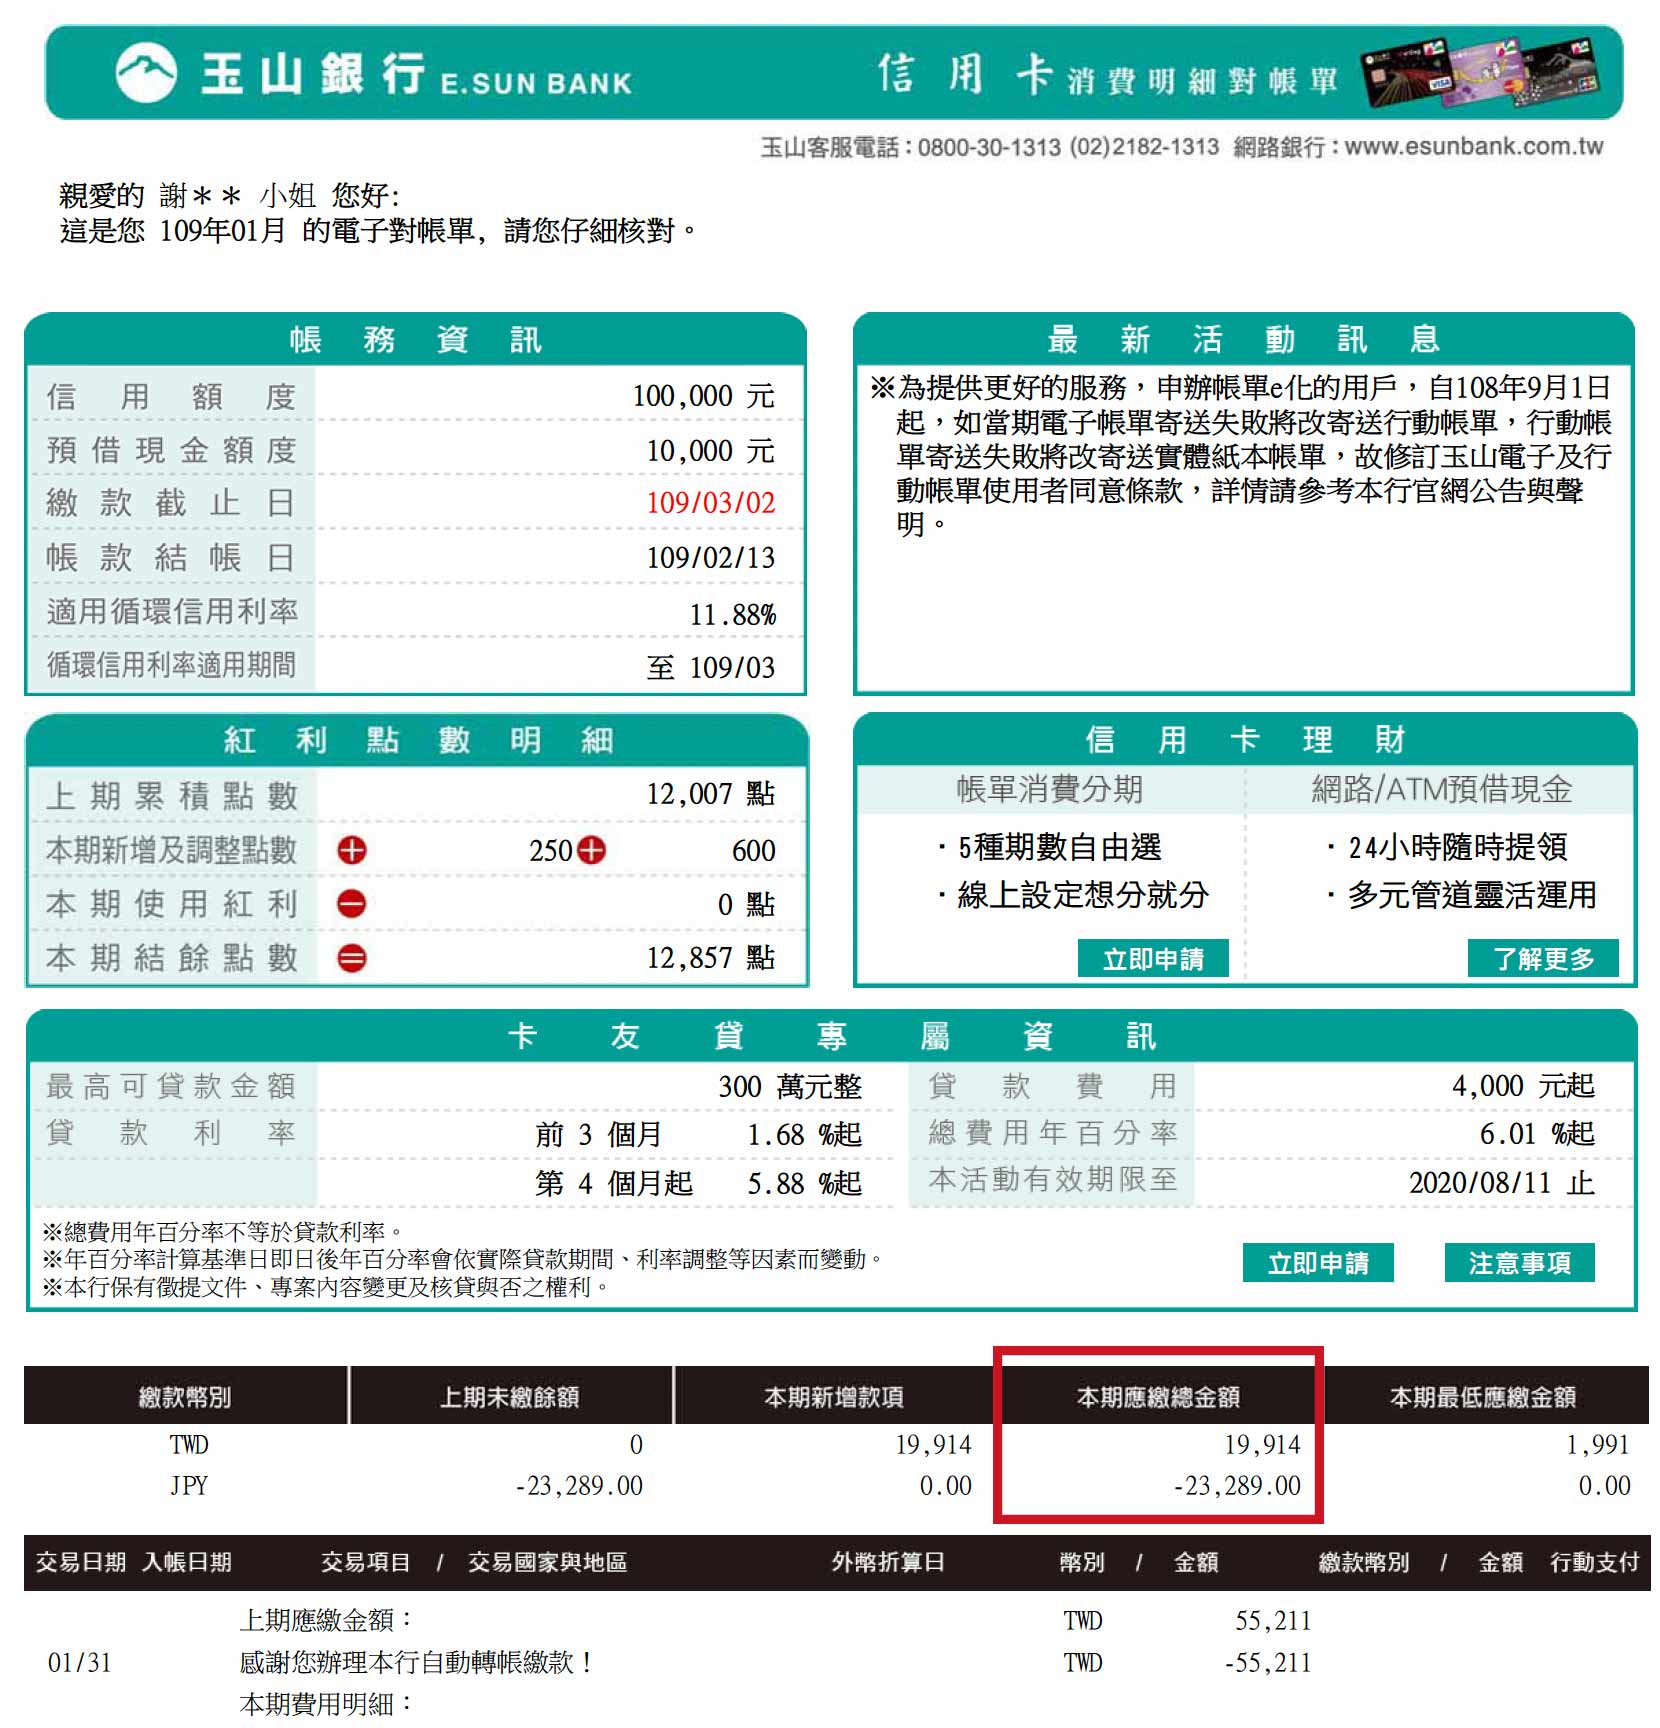 玉山銀行 E.SUN BANK
信用卡消費明細對帳單
玉山客服電話：0800-30-1313 (02)2182-1313 網路銀行：www.esunbank.com.tw
親愛的 謝＊＊ 小姐 您好:
這是您 109年01月 的電子對帳單, 請您仔細核對。
帳務資訊
信用額度 100,000 元
預借現金額度 10,000 元
繳款截止日 109/03/02
帳款結帳日 109/02/13
適用循環信用利率 11.88%
循環信用利率適用期間 至 109/03
最新活動訊息
※為提供更好的服務，申辦帳單e化的用戶，自108年9月1日
起，如當期電子帳單寄送失敗將改寄送行動帳單，行動帳
單寄送失敗將改寄送實體紙本帳單，故修訂玉山電子及行
動帳單使用者同意條款，詳情請參考本行官網公告與聲
明。
紅利點數明細
上期累積點數 12,007 點
本期新增及調整點數 + 250 + 600
本期使用紅利 − 0 點
本期結餘點數 = 12,857 點
信用卡理財
帳單消費分期 網路/ATM預借現金
·5種期數自由選 ·24小時隨時提領
·線上設定想分就分 ·多元管道靈活運用
立即申請 了解更多
卡友貸專屬資訊
最高可貸款金額 300 萬元整 貸款費用 4,000 元起
貸款利率 前 3 個月 1.68 %起 總費用年百分率 6.01 %起
第 4 個月起 5.88 %起 本活動有效期限至 2020/08/11 止
※總費用年百分率不等於貸款利率。
※年百分率計算基準日即日後年百分率會依實際貸款期間、利率調整等因素而變動。
※本行保有徵提文件、專案內容變更及核貸與否之權利。
立即申請 注意事項
繳款幣別 上期未繳餘額 本期新增款項 本期應繳總金額 本期最低應繳金額
TWD 0 19,914 19,914 1,991
JPY -23,289.00 0.00 -23,289.00 0.00
交易日期 入帳日期 交易項目 / 交易國家與地區 外幣折算日 幣別 / 金額 繳款幣別 / 金額 行動支付
上期應繳金額： TWD 55,211
01/31 感謝您辦理本行自動轉帳繳款！ TWD -55,211
本期費用明細：